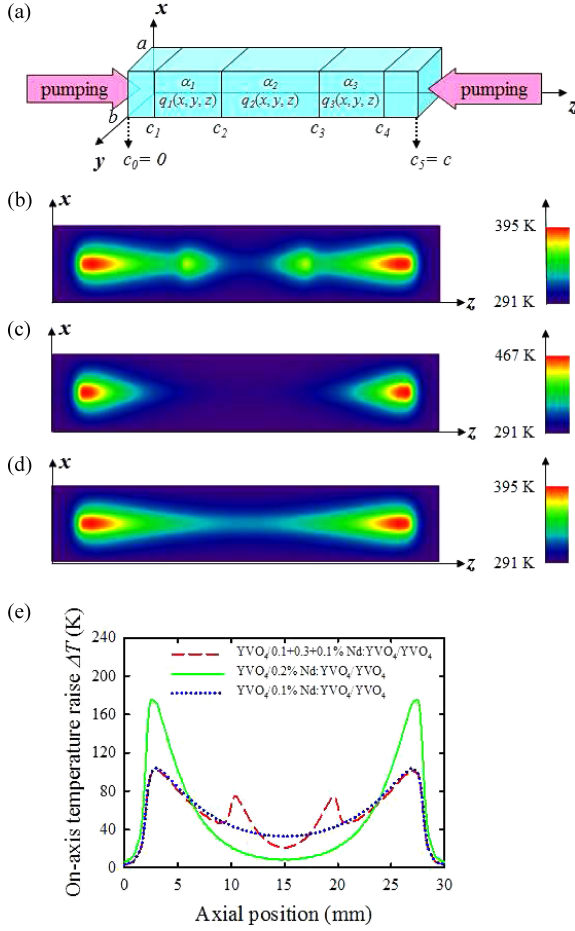 (a)
x
a
pumping
α1 α2 α3
q1(x, y, z) q2(x, y, z) q3(x, y, z)
pumping
z
b
c1 c2 c3 c4
y
c0= 0
c5= c
(b)
x
395 K
z
291 K
(c)
x
467 K
z
291 K
(d)
x
395 K
z
291 K
(e)
On-axis temperature raise ΔT (K)
240
200
160
120
80
40
0
YVO4/0.1+0.3+0.1% Nd:YVO4/YVO4
YVO4/0.2% Nd:YVO4/YVO4
YVO4/0.1% Nd:YVO4/YVO4
0 5 10 15 20 25 30
Axial position (mm)